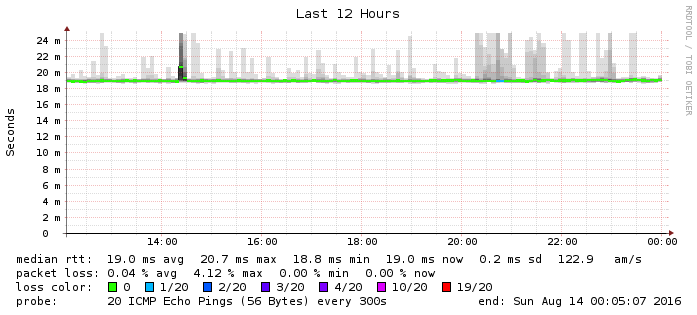 Last 12 Hours
RRDTOOL / TOBI OETIKER
Seconds
24 m
22 m
20 m
18 m
16 m
14 m
12 m
10 m
8 m
6 m
4 m
2 m
0
14:00 16:00 18:00 20:00 22:00 00:00
median rtt: 19.0 ms avg 20.7 ms max 18.8 ms min 19.0 ms now 0.2 ms sd 122.9 am/s
packet loss: 0.04 % avg 4.12 % max 0.00 % min 0.00 % now
loss color: 0 1/20 2/20 3/20 4/20 10/20 19/20
probe: 20 ICMP Echo Pings (56 Bytes) every 300s end: Sun Aug 14 00:05:07 2016